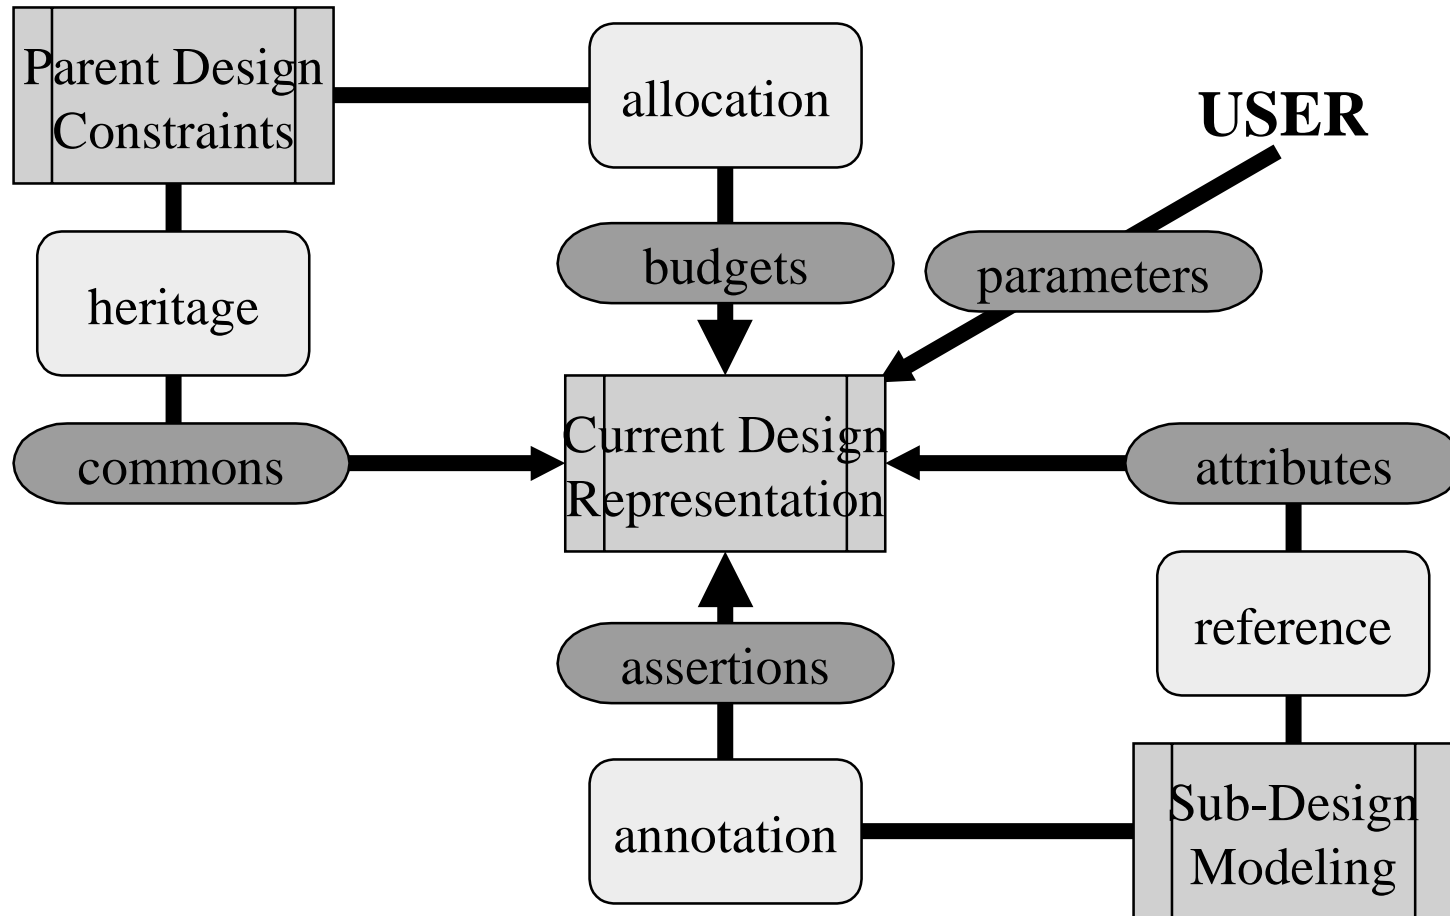 Parent Design
Constraints
allocation
USER
budgets
parameters
heritage
commons
Current Design
Representation
attributes
assertions
reference
annotation
Sub-Design
Modeling